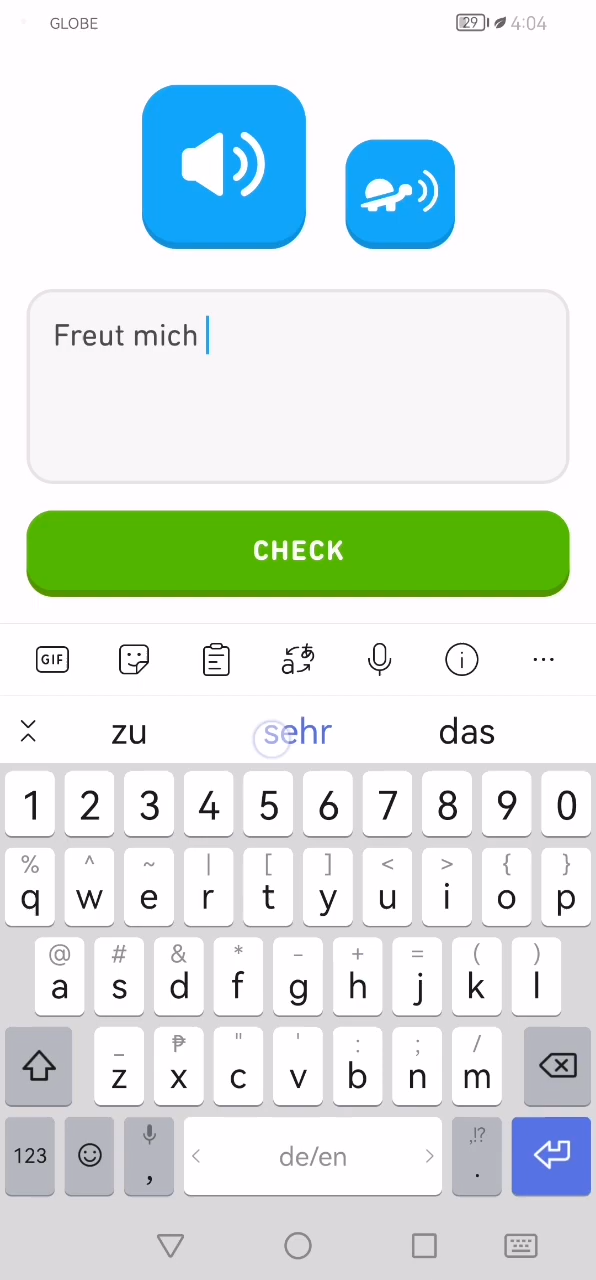 GLOBE 29 4:04
Freut mich
CHECK
GIF
zu sehr das
1 2 3 4 5 6 7 8 9 0
% ^ ~ | [ ] < > { }
q w e r t y u i o p
@ # & * - + = ( )
a s d f g h j k l
_ ₱ " ' : ; /
z x c v b n m
,!?
123 , < de/en > .